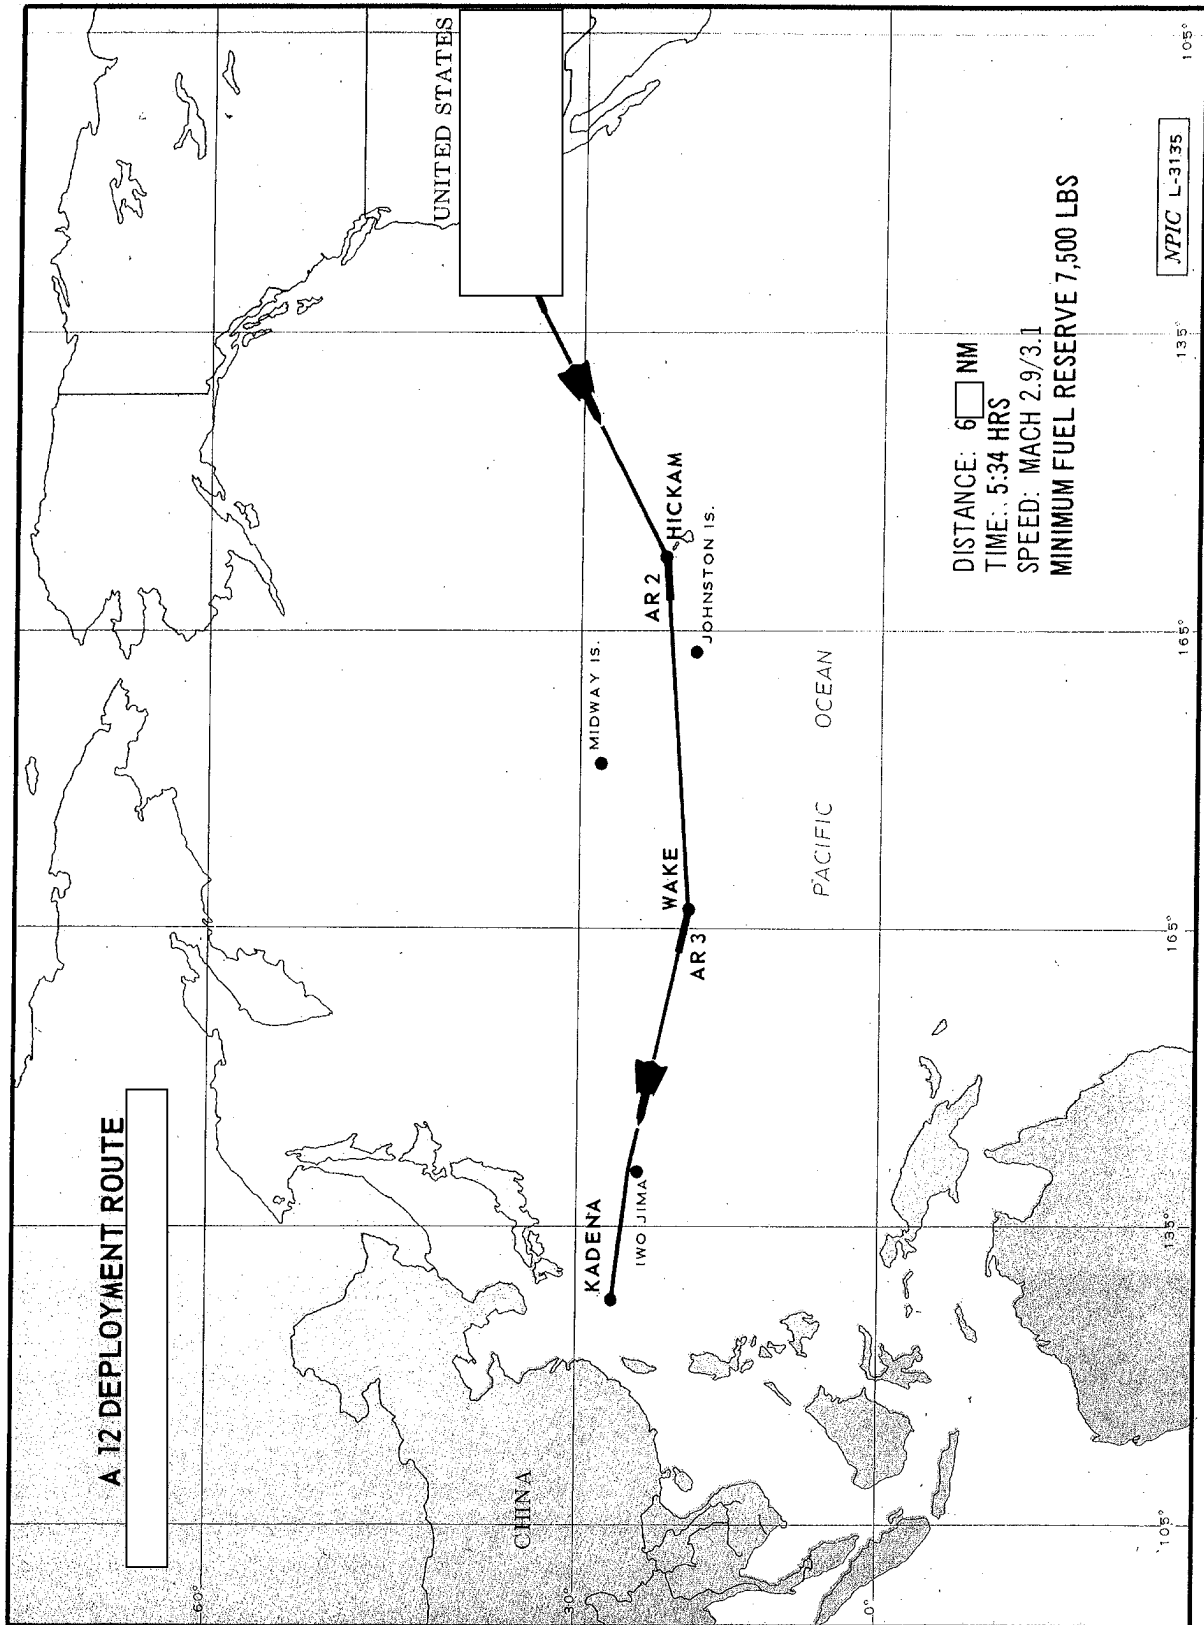 A 12 DEPLOYMENT ROUTE
UNITED STATES
CHINA
KADENA
IWO JIMA
WAKE
AR 3
MIDWAY IS.
AR 2
HICKAM
JOHNSTON IS.
PACIFIC OCEAN
DISTANCE: 6 NM
TIME: 5:34 HRS
SPEED: MACH 2.9/3.1
MINIMUM FUEL RESERVE 7,500 LBS
NPIC L-3135
60°
30°
0°
105°
135°
165°
165°
135°
105°